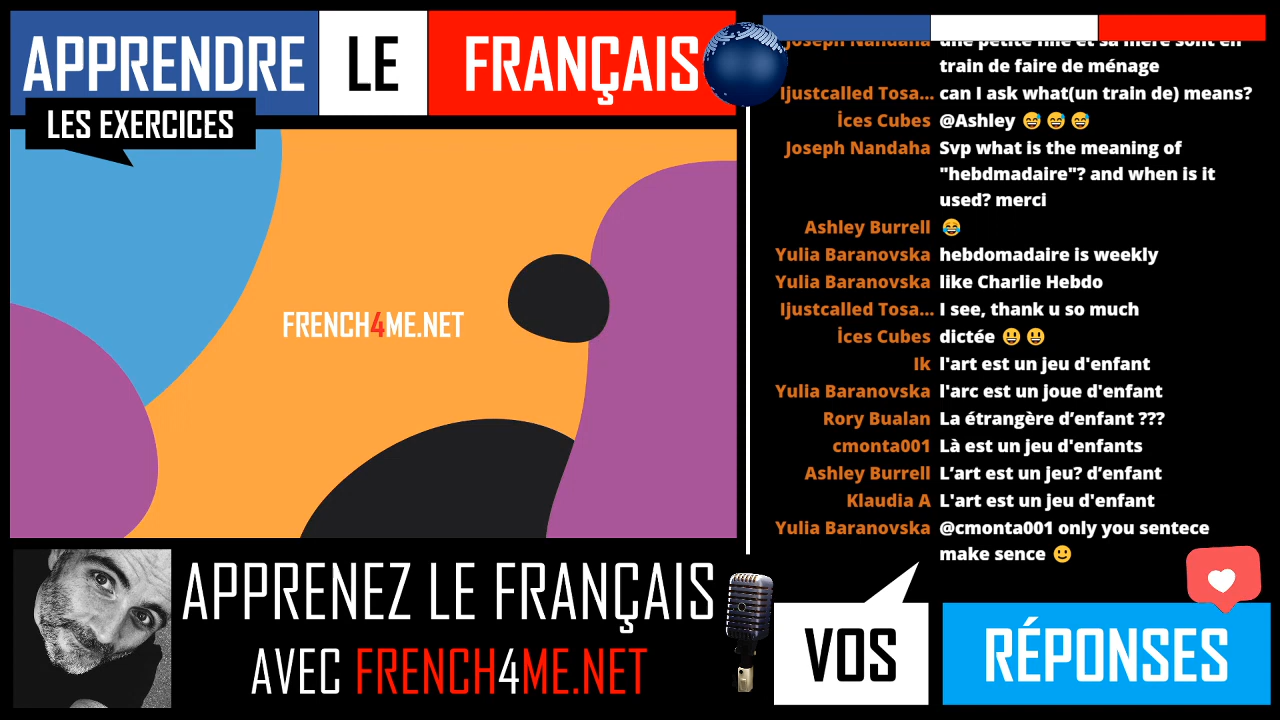 APPRENDRE LE FRANÇAIS
LES EXERCICES
FRENCH4ME.NET
APPRENEZ LE FRANÇAIS
AVEC FRENCH4ME.NET
Joseph Nandaha une petite fille et sa mère sont en
train de faire de ménage
Ijustcalled Tosa... can I ask what(un train de) means?
İces Cubes @Ashley 😅 😅 😅
Joseph Nandaha Svp what is the meaning of
"hebdmadaire"? and when is it
used? merci
Ashley Burrell 😂
Yulia Baranovska hebdomadaire is weekly
Yulia Baranovska like Charlie Hebdo
Ijustcalled Tosa... I see, thank u so much
İces Cubes dictée 😃 😃
Ik l'art est un jeu d'enfant
Yulia Baranovska l'arc est un joue d'enfant
Rory Bualan La étrangère d’enfant ???
cmonta001 Là est un jeu d'enfants
Ashley Burrell L’art est un jeu? d’enfant
Klaudia A L'art est un jeu d'enfant
Yulia Baranovska @cmonta001 only you sentece
make sence 🙂
VOS RÉPONSES